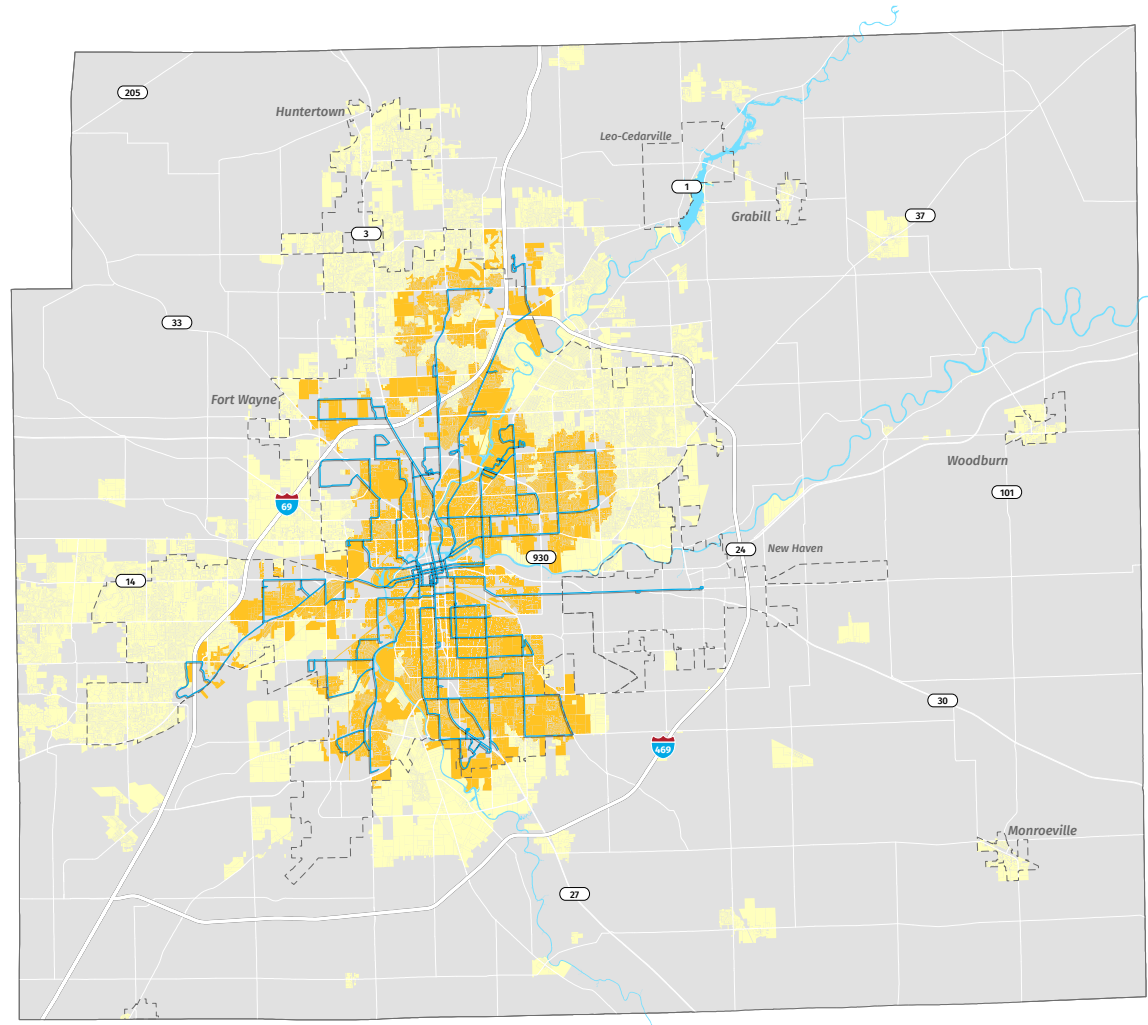 205
Huntertown
Leo-Cedarville
1
Grabill
37
3
33
Fort Wayne
Woodburn
101
69
930
24
New Haven
14
30
469
Monroeville
27